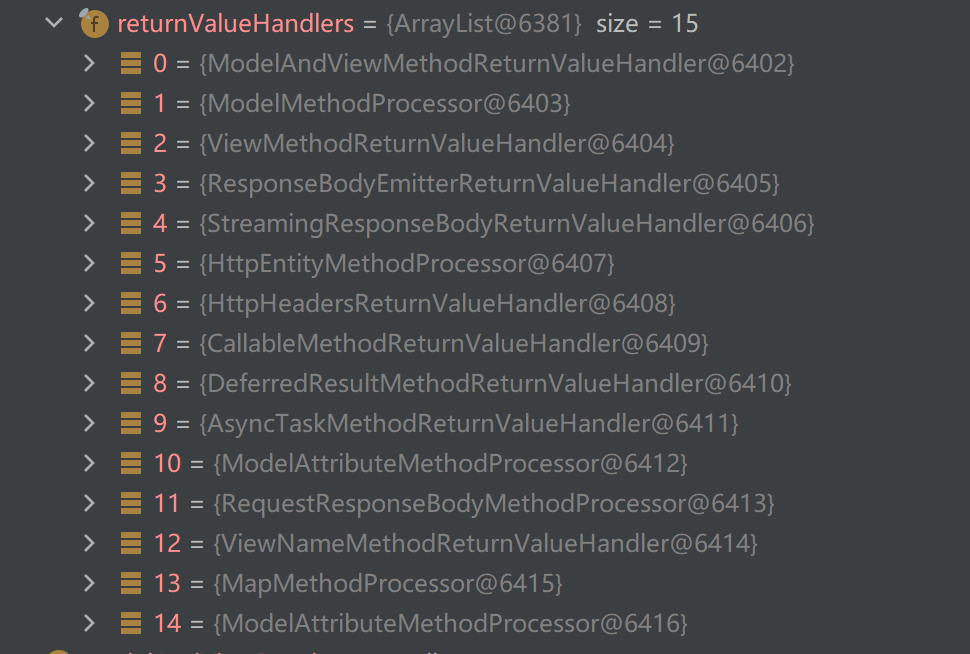 f returnValueHandlers = {ArrayList@6381} size = 15
0 = {ModelAndViewMethodReturnValueHandler@6402}
1 = {ModelMethodProcessor@6403}
2 = {ViewMethodReturnValueHandler@6404}
3 = {ResponseBodyEmitterReturnValueHandler@6405}
4 = {StreamingResponseBodyReturnValueHandler@6406}
5 = {HttpEntityMethodProcessor@6407}
6 = {HttpHeadersReturnValueHandler@6408}
7 = {CallableMethodReturnValueHandler@6409}
8 = {DeferredResultMethodReturnValueHandler@6410}
9 = {AsyncTaskMethodReturnValueHandler@6411}
10 = {ModelAttributeMethodProcessor@6412}
11 = {RequestResponseBodyMethodProcessor@6413}
12 = {ViewNameMethodReturnValueHandler@6414}
13 = {MapMethodProcessor@6415}
14 = {ModelAttributeMethodProcessor@6416}